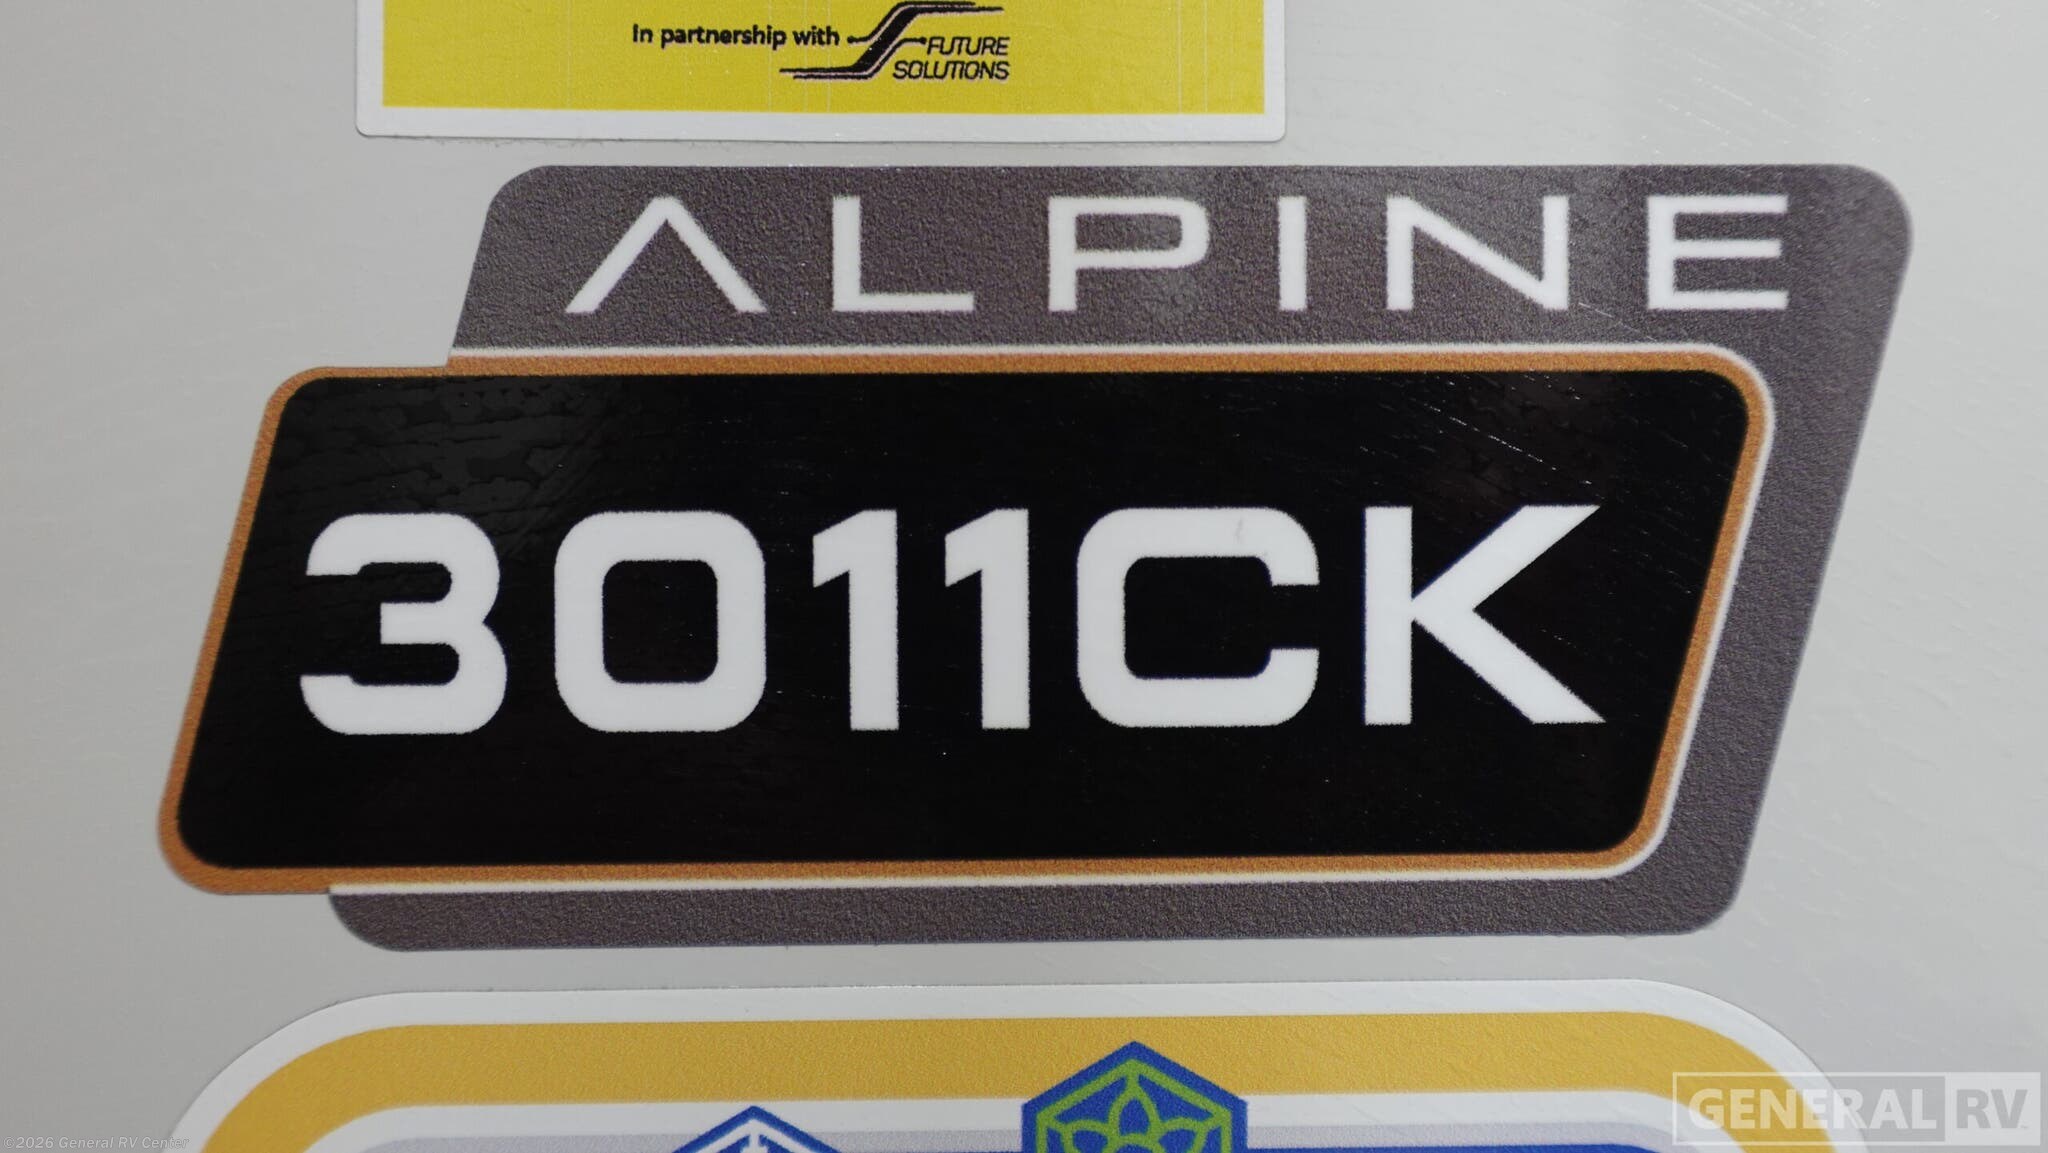 In partnership with
FUTURE
SOLUTIONS
ALPINE
3011CK
GENERAL RV
©2026 General RV Center